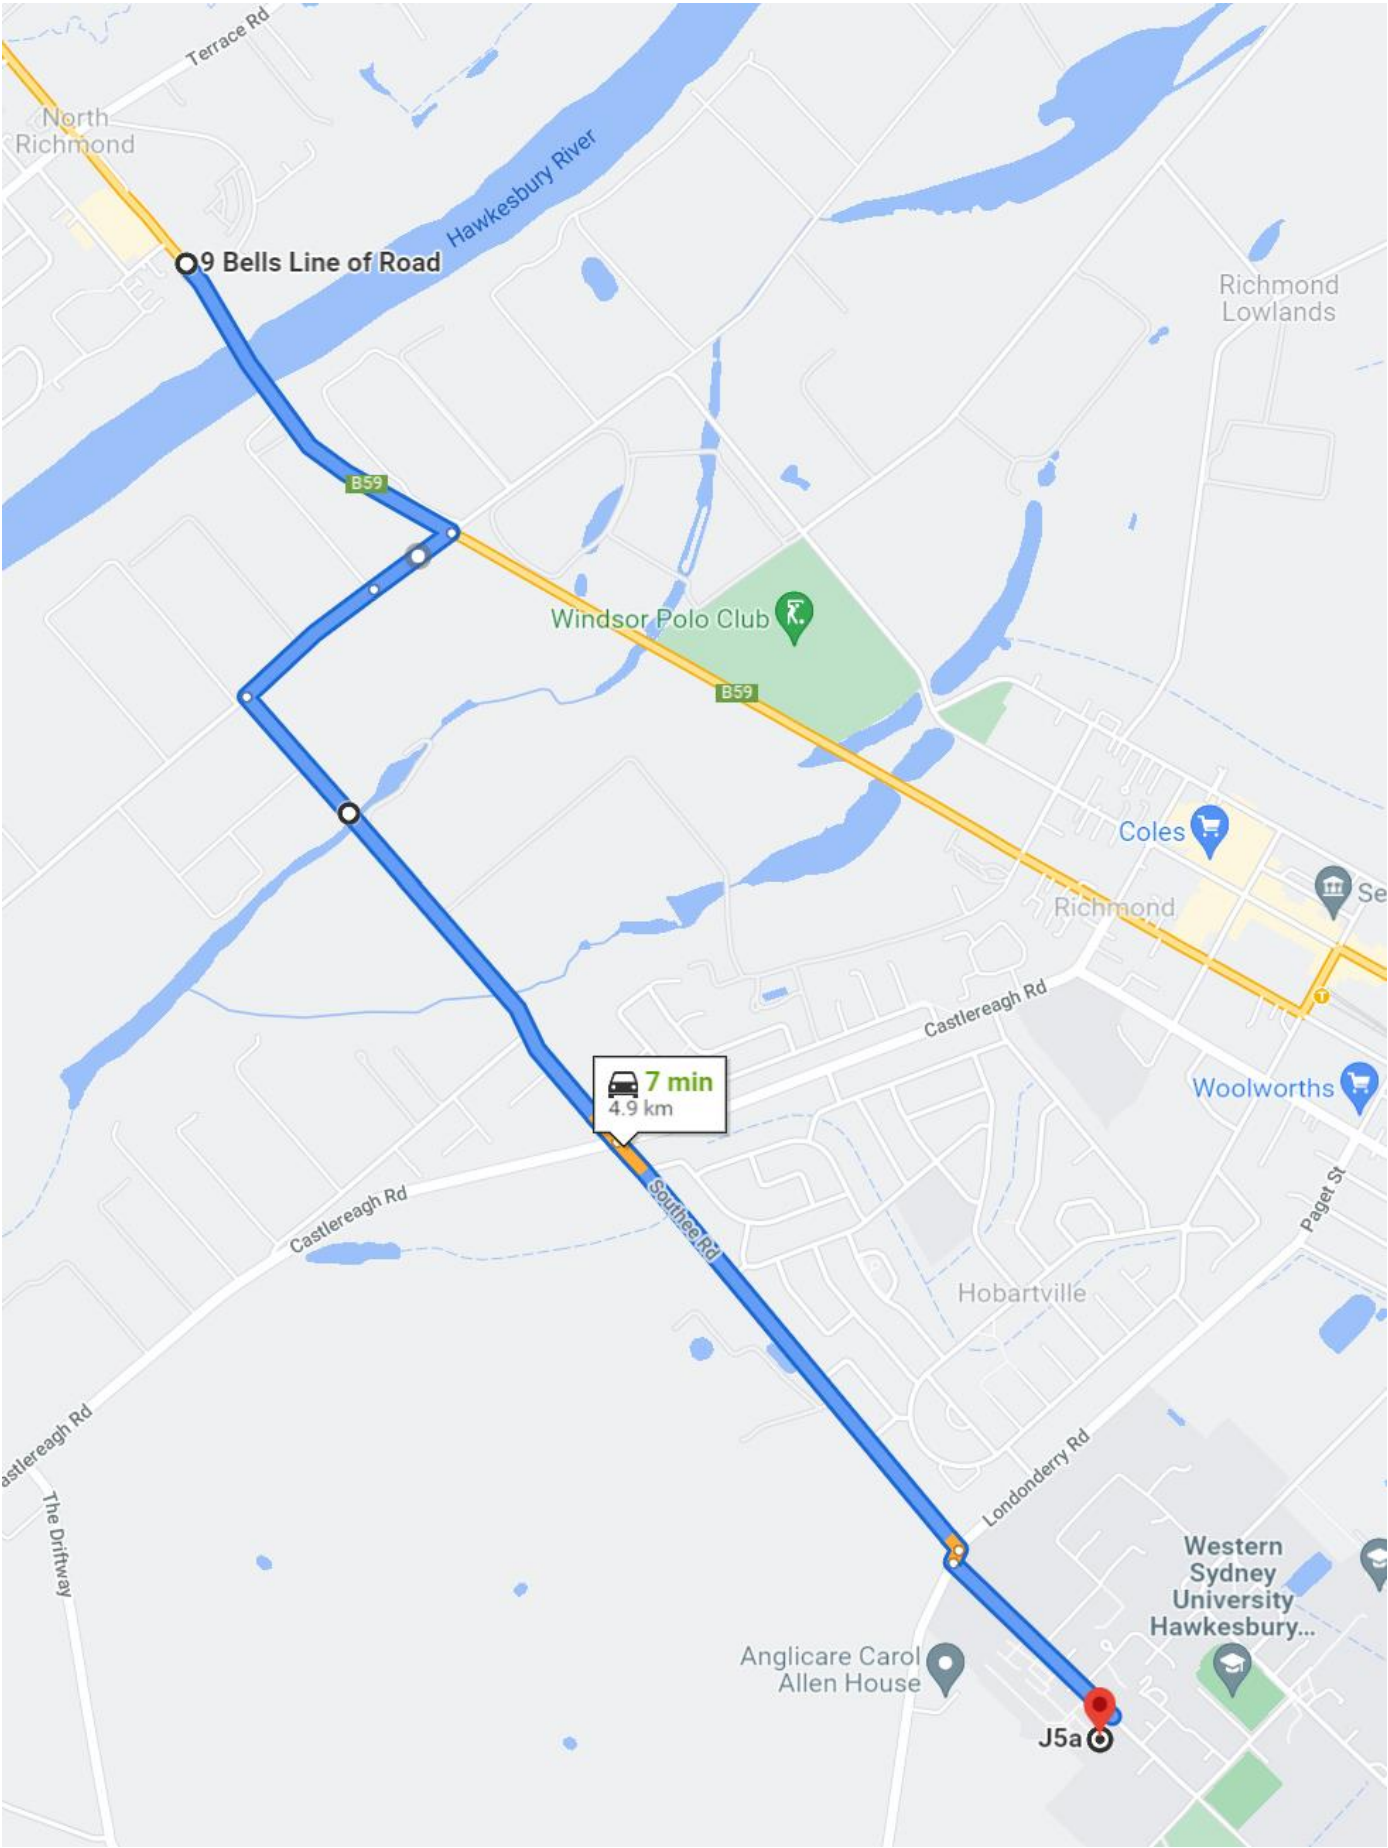 Terrace Rd
North
Richmond
Hawkesbury River
9 Bells Line of Road
Richmond
Lowlands
B59
Windsor Polo Club
B59
Coles
Se
Richmond
Castlereagh Rd
7 min
4.9 km
Woolworths
Southee Rd
Paget St
Castlereagh Rd
Hobartville
astlereagh Rd
Londonderry Rd
The Driftway
Western
Sydney
University
Hawkesbury...
Anglicare Carol
Allen House
J5a
T